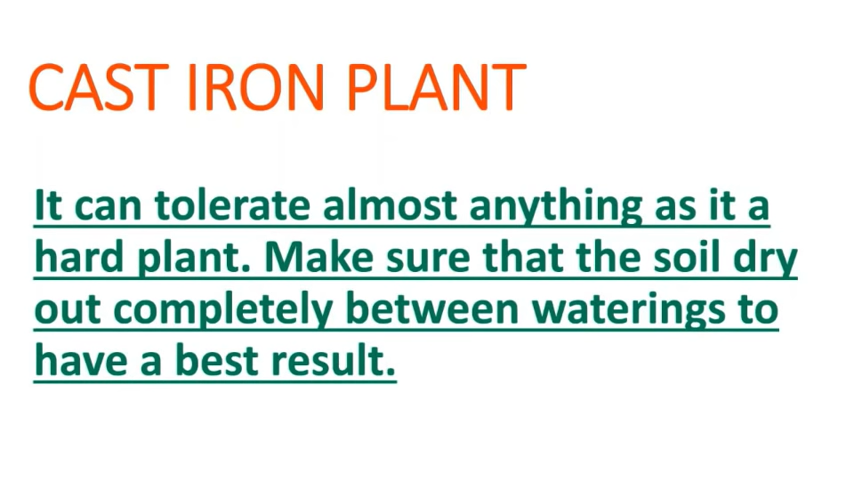 CAST IRON PLANT
It can tolerate almost anything as it a
hard plant. Make sure that the soil dry
out completely between waterings to
have a best result.